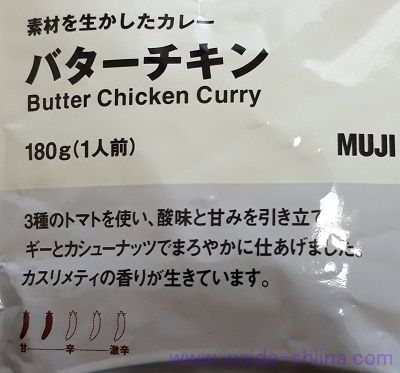 素材を生かしたカレー
バターチキン
Butter Chicken Curry
180g(1人前)
MUJI
3種のトマトを使い、酸味と甘みを引き立て
ギーとカシューナッツでまろやかに仕あげました。
カスリメティの香りが生きています。
甘 辛 激辛
www.inside-shiina.com